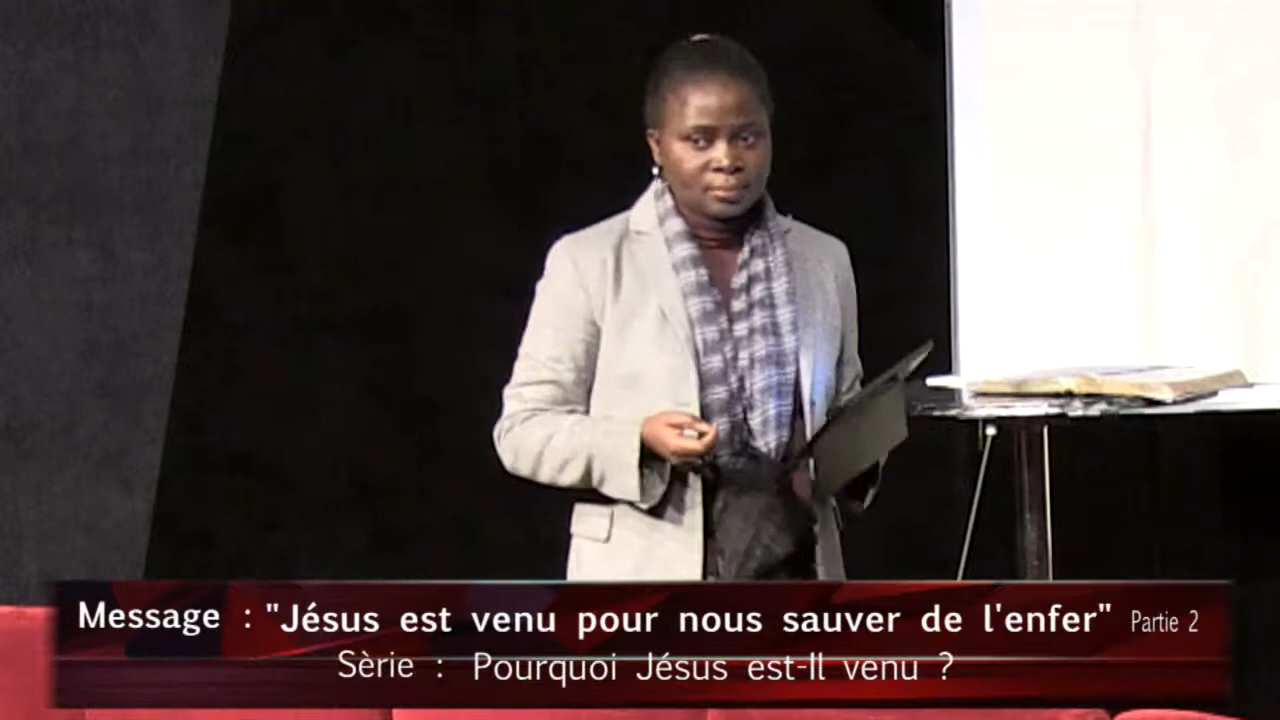 Message : "Jésus est venu pour nous sauver de l'enfer" Partie 2
Sèrie : Pourquoi Jésus est-Il venu ?